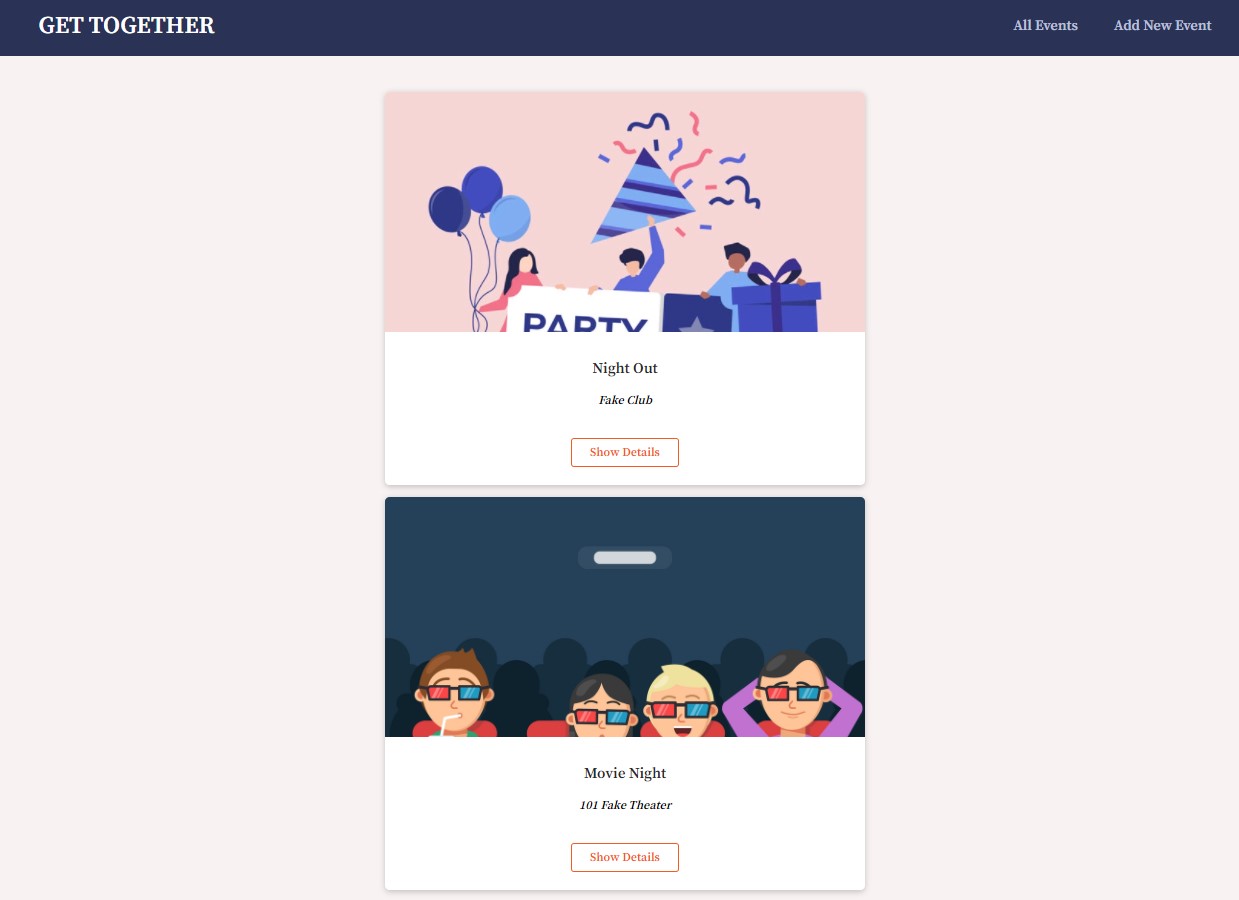 GET TOGETHER
All Events
Add New Event
PARTY
Night Out
Fake Club
Show Details
Movie Night
101 Fake Theater
Show Details